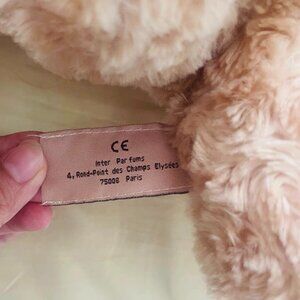 CE
Inter Parfums
4, Rond-Point des Champs Elysées
75008 Paris